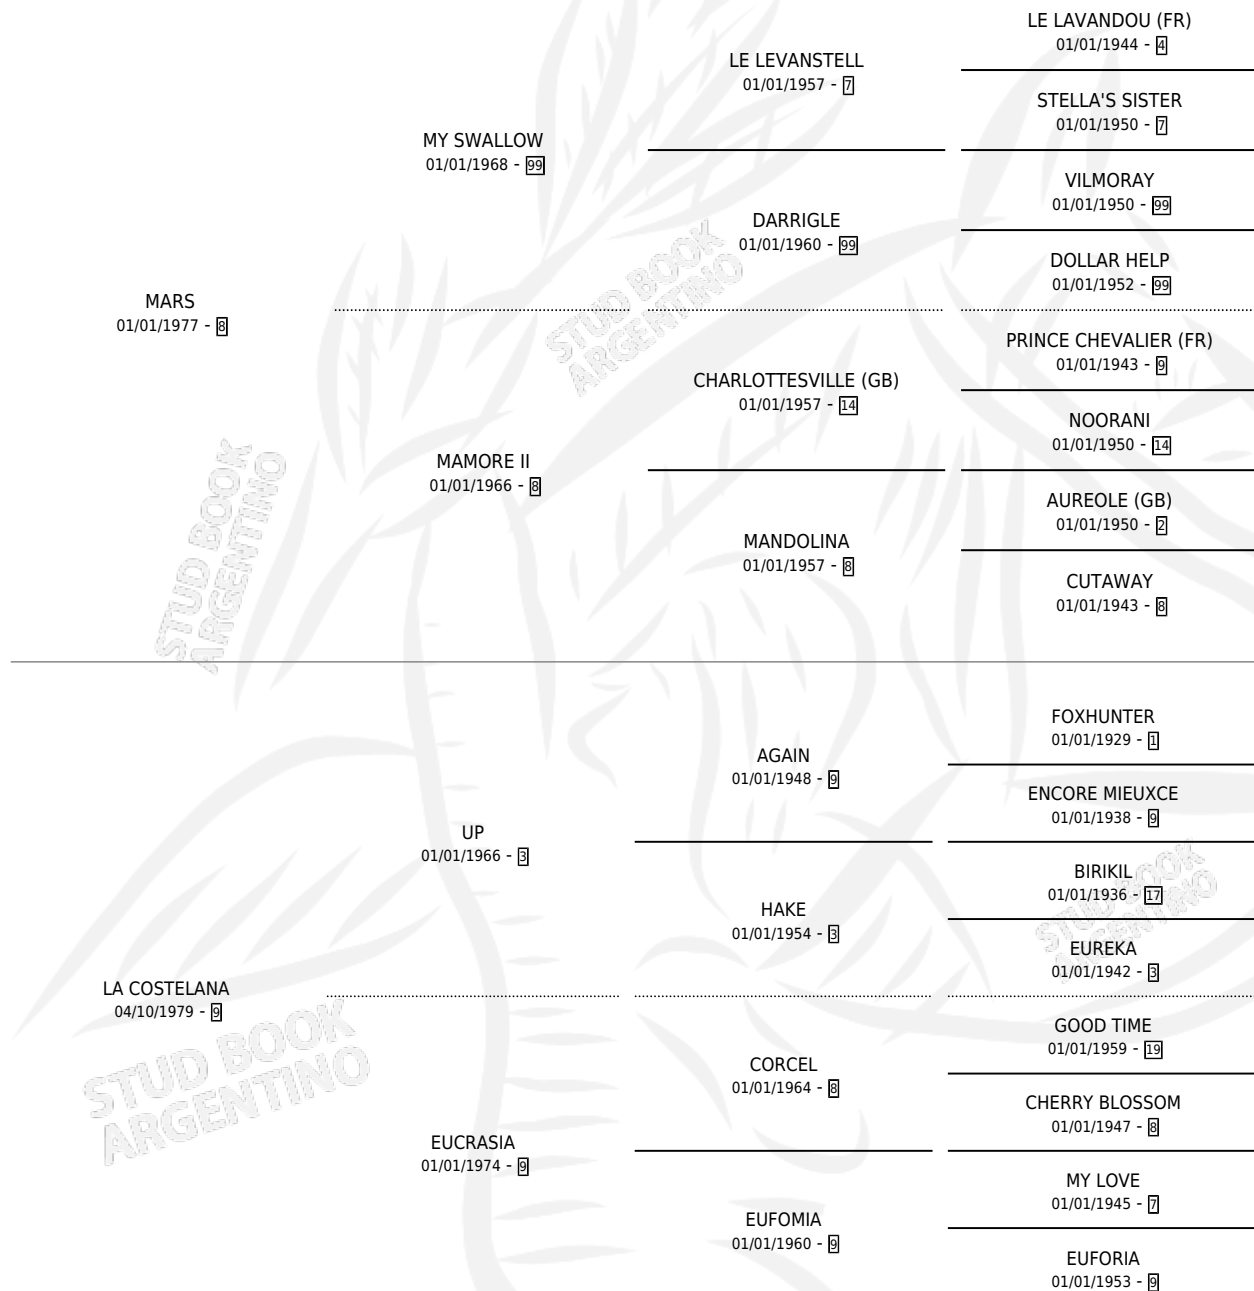 LE LAVANDOU (FR)
01/01/1944 - 4
LE LEVANSTELL
01/01/1957 - 7
STELLA'S SISTER
01/01/1950 - 7
MY SWALLOW
01/01/1968 - 99
VILMORAY
01/01/1950 - 99
DARRIGLE
01/01/1960 - 99
DOLLAR HELP
01/01/1952 - 99
MARS
01/01/1977 - 8
PRINCE CHEVALIER (FR)
01/01/1943 - 9
CHARLOTTESVILLE (GB)
01/01/1957 - 14
NOORANI
01/01/1950 - 14
MAMORE II
01/01/1966 - 8
AUREOLE (GB)
01/01/1950 - 2
MANDOLINA
01/01/1957 - 8
CUTAWAY
01/01/1943 - 8
FOXHUNTER
01/01/1929 - 1
AGAIN
01/01/1948 - 9
ENCORE MIEUXCE
01/01/1938 - 9
UP
01/01/1966 - 3
BIRIKIL
01/01/1936 - 17
HAKE
01/01/1954 - 3
EUREKA
01/01/1942 - 3
LA COSTELANA
04/10/1979 - 9
GOOD TIME
01/01/1959 - 19
CORCEL
01/01/1964 - 8
CHERRY BLOSSOM
01/01/1947 - 8
EUCRASIA
01/01/1974 - 9
MY LOVE
01/01/1945 - 7
EUFOMIA
01/01/1960 - 9
EUFORIA
01/01/1953 - 9
STUD BOOK
ARGENTINO
STUD BOOK
ARGENTINO
STUD BOOK
ARGENTINO
STUD BOOK
ARGENTINO